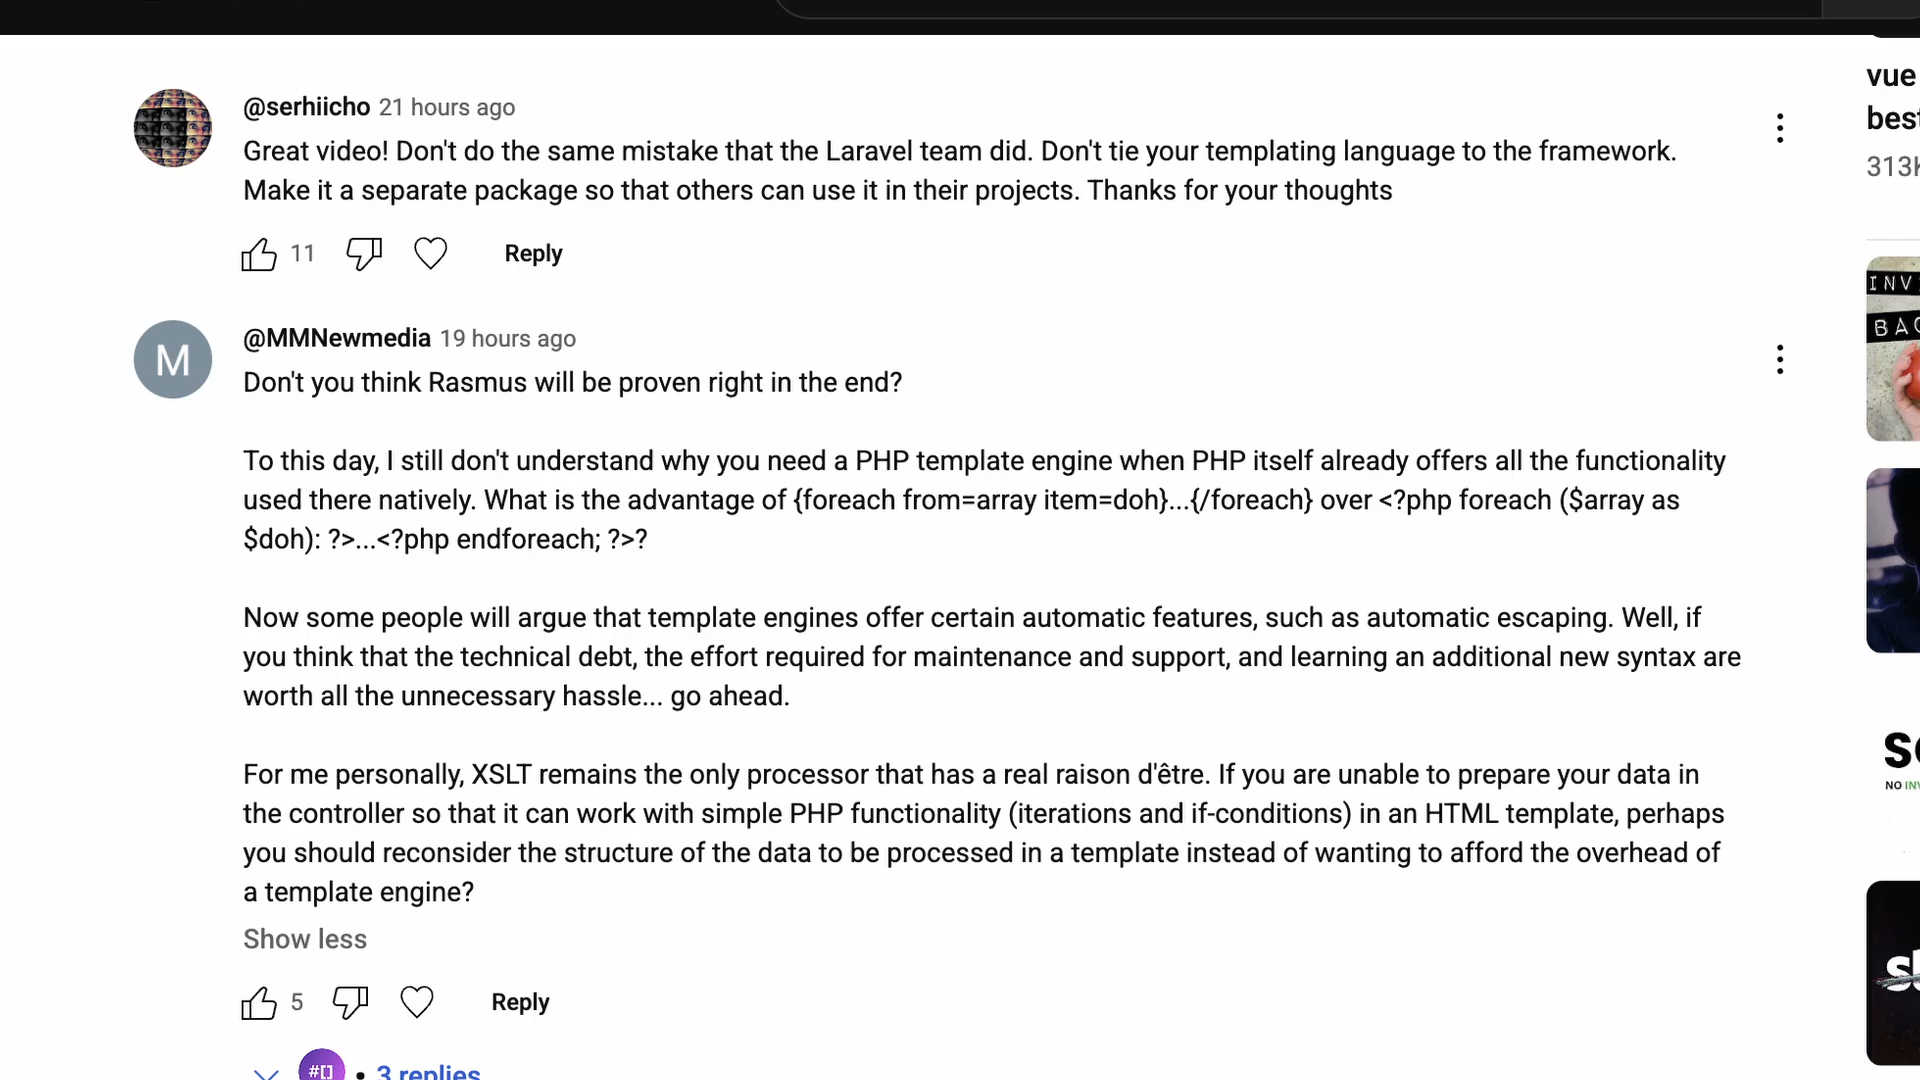 @serhiicho 21 hours ago
Great video! Don't do the same mistake that the Laravel team did. Don't tie your templating language to the framework.
Make it a separate package so that others can use it in their projects. Thanks for your thoughts
11 Reply
M
@MMNewmedia 19 hours ago
Don't you think Rasmus will be proven right in the end?
To this day, I still don't understand why you need a PHP template engine when PHP itself already offers all the functionality
used there natively. What is the advantage of {foreach from=array item=doh}...{/foreach} over <?php foreach ($array as
$doh): ?>...<?php endforeach; ?>?
Now some people will argue that template engines offer certain automatic features, such as automatic escaping. Well, if
you think that the technical debt, the effort required for maintenance and support, and learning an additional new syntax are
worth all the unnecessary hassle... go ahead.
For me personally, XSLT remains the only processor that has a real raison d'être. If you are unable to prepare your data in
the controller so that it can work with simple PHP functionality (iterations and if-conditions) in an HTML template, perhaps
you should reconsider the structure of the data to be processed in a template instead of wanting to afford the overhead of
a template engine?
Show less
5 Reply
#[] • 3 replies
vue
best
313K
INV
BAC
NO INV